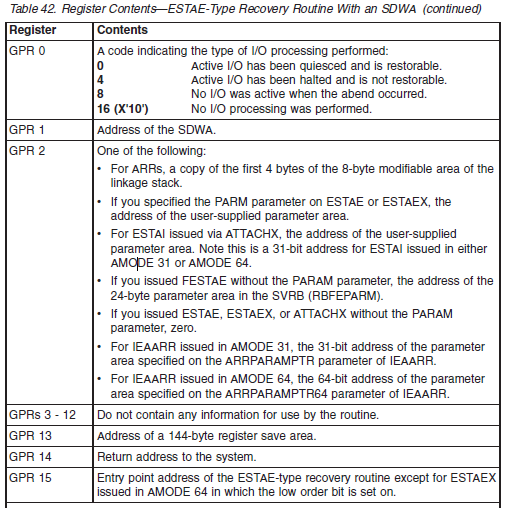 Table 42. Register Contents—ESTAE-Type Recovery Routine With an SDWA (continued)
Register Contents
GPR 0 A code indicating the type of I/O processing performed:
0 Active I/O has been quiesced and is restorable.
4 Active I/O has been halted and is not restorable.
8 No I/O was active when the abend occurred.
16 (X'10') No I/O processing was performed.
GPR 1 Address of the SDWA.
GPR 2 One of the following:
• For ARRs, a copy of the first 4 bytes of the 8-byte modifiable area of the
linkage stack.
• If you specified the PARM parameter on ESTAE or ESTAEX, the
address of the user-supplied parameter area.
• For ESTAI issued via ATTACHX, the address of the user-supplied
parameter area. Note this is a 31-bit address for ESTAI issued in either
AMODE 31 or AMODE 64.
• If you issued FESTAE without the PARAM parameter, the address of the
24-byte parameter area in the SVRB (RBFEPARM).
• If you issued ESTAE, ESTAEX, or ATTACHX without the PARAM
parameter, zero.
• For IEAARR issued in AMODE 31, the 31-bit address of the parameter
area specified on the ARRPARAMPTR parameter of IEAARR.
• For IEAARR issued in AMODE 64, the 64-bit address of the parameter
area specified on the ARRPARAMPTR64 parameter of IEAARR.
GPRs 3 - 12 Do not contain any information for use by the routine.
GPR 13 Address of a 144-byte register save area.
GPR 14 Return address to the system.
GPR 15 Entry point address of the ESTAE-type recovery routine except for ESTAEX
issued in AMODE 64 in which the low order bit is set on.